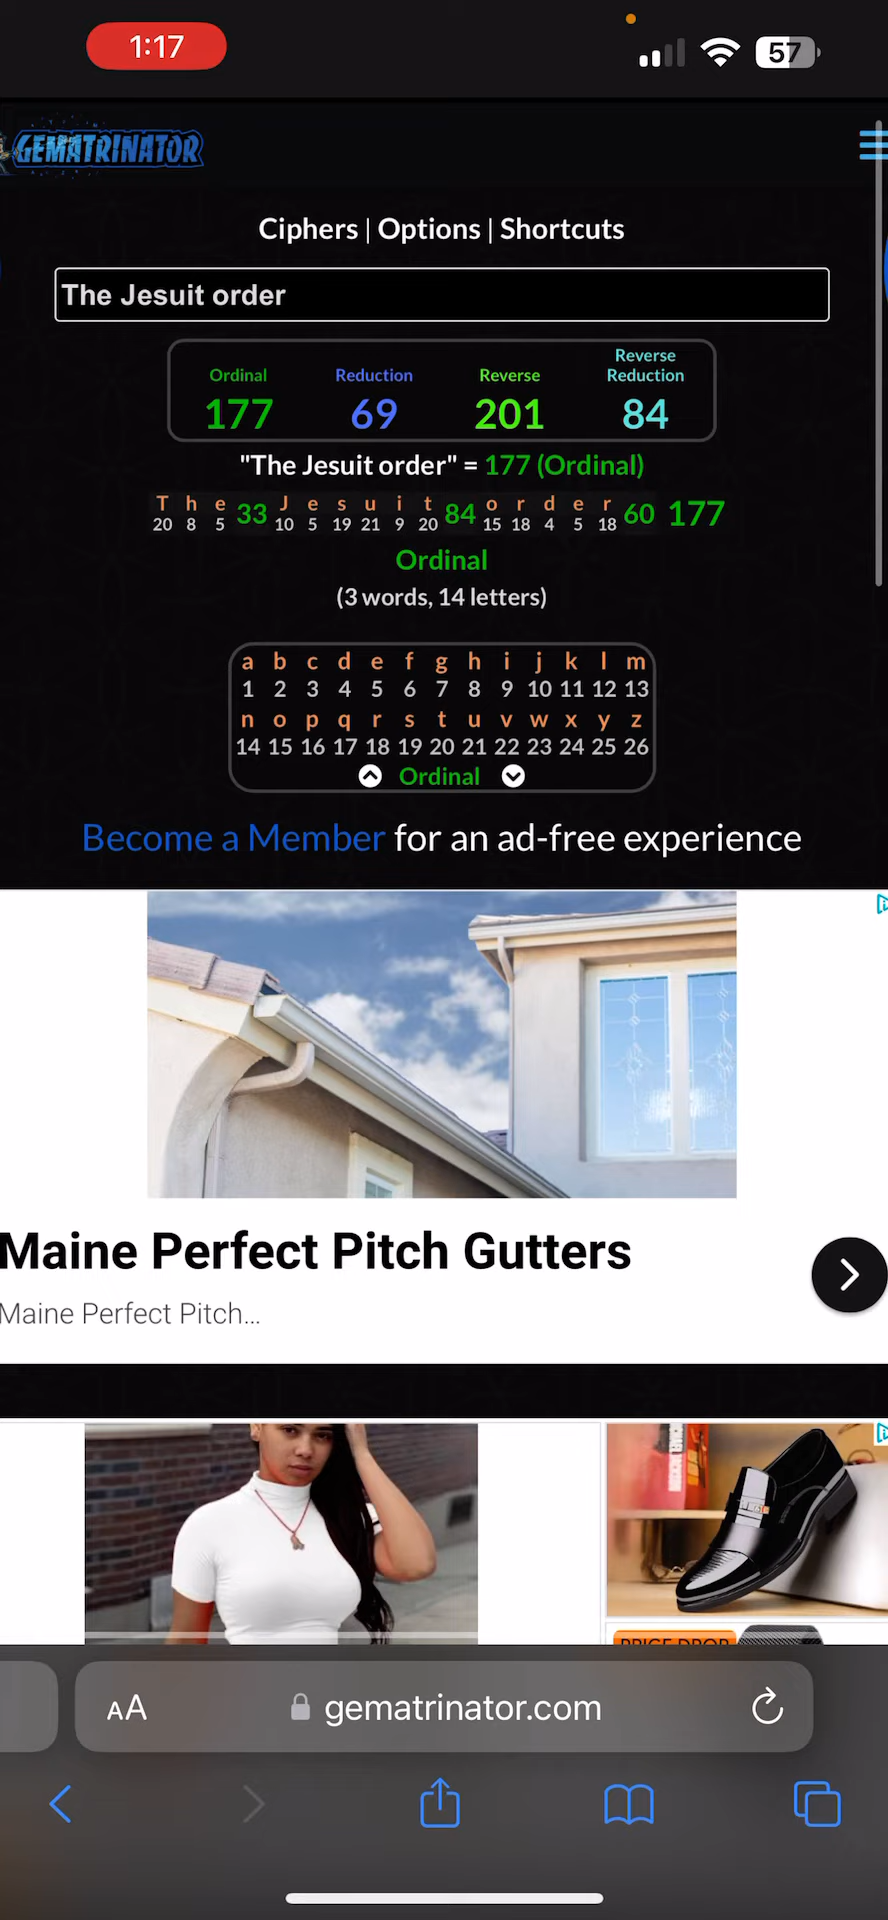 1:17
57
GEMATRINATOR
Ciphers | Options | Shortcuts
The Jesuit order
Ordinal Reduction Reverse Reverse Reduction
177 69 201 84
"The Jesuit order" = 177 (Ordinal)
T h e 33 J e s u i t 84 o r d e r 60 177
20 8 5 10 5 19 21 9 20 15 18 4 5 18
Ordinal
(3 words, 14 letters)
a b c d e f g h i j k l m
1 2 3 4 5 6 7 8 9 10 11 12 13
n o p q r s t u v w x y z
14 15 16 17 18 19 20 21 22 23 24 25 26
Ordinal
Become a Member for an ad-free experience
Maine Perfect Pitch Gutters
Maine Perfect Pitch...
PRICE DROP
AA gematrinator.com